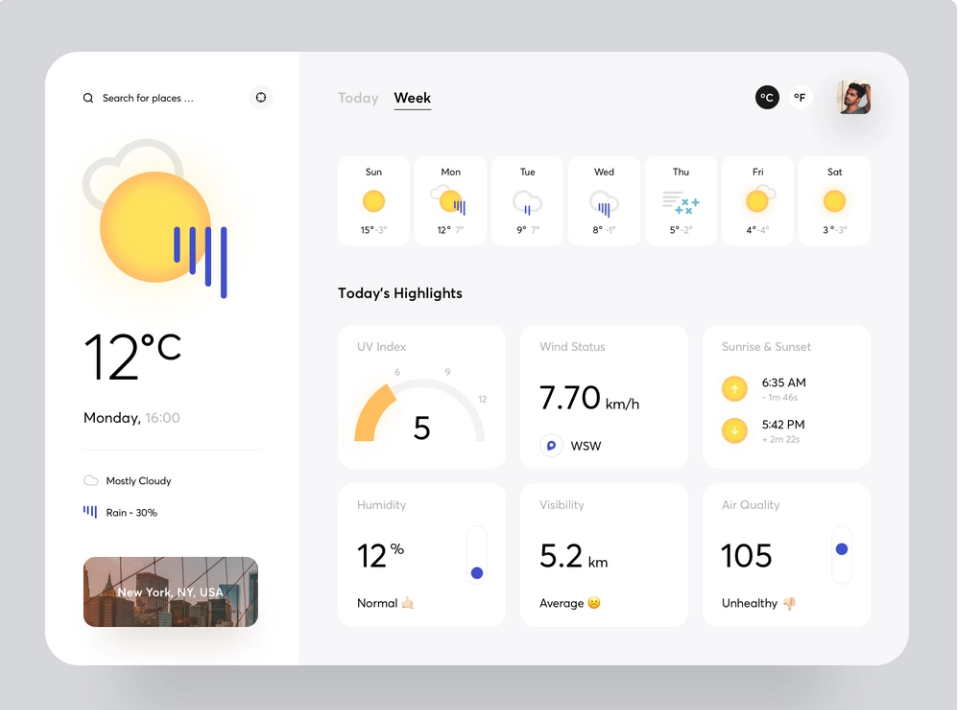 Search for places ...
Today Week
°C °F
Sun Mon Tue Wed Thu Fri Sat
15° -3° 12° 7° 9° 7° 8° -1° 5° -2° 4° -4° 3° -3°
12°C
Monday, 16:00
Mostly Cloudy
Rain - 30%
New York, NY, USA
Today's Highlights
UV Index
6 9 12
5
Wind Status
7.70 km/h
WSW
Sunrise & Sunset
6:35 AM
- 1m 46s
5:42 PM
+ 2m 22s
Humidity
12 %
Normal
Visibility
5.2 km
Average
Air Quality
105
Unhealthy